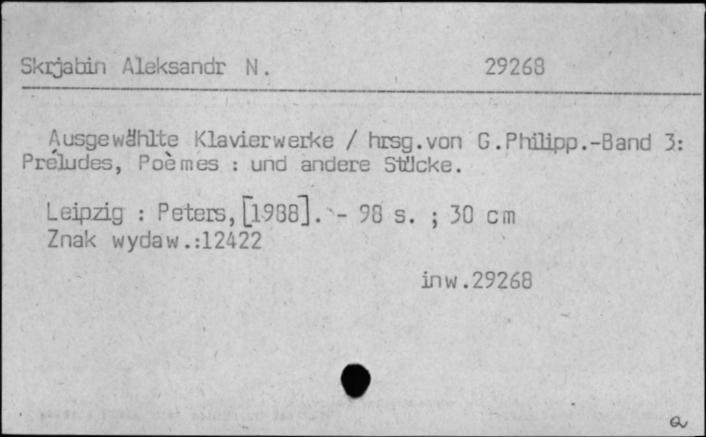 Skrjabin Aleksandr N. 29268
Ausgewählte Klavierwerke / hrsg.von G.Philipp.-Band 3:
Préludes, Poèmes : und andere Stücke.
Leipzig : Peters,[1988]. - 98 s. ; 30 cm
Znak wydaw.:12422
inw.29268